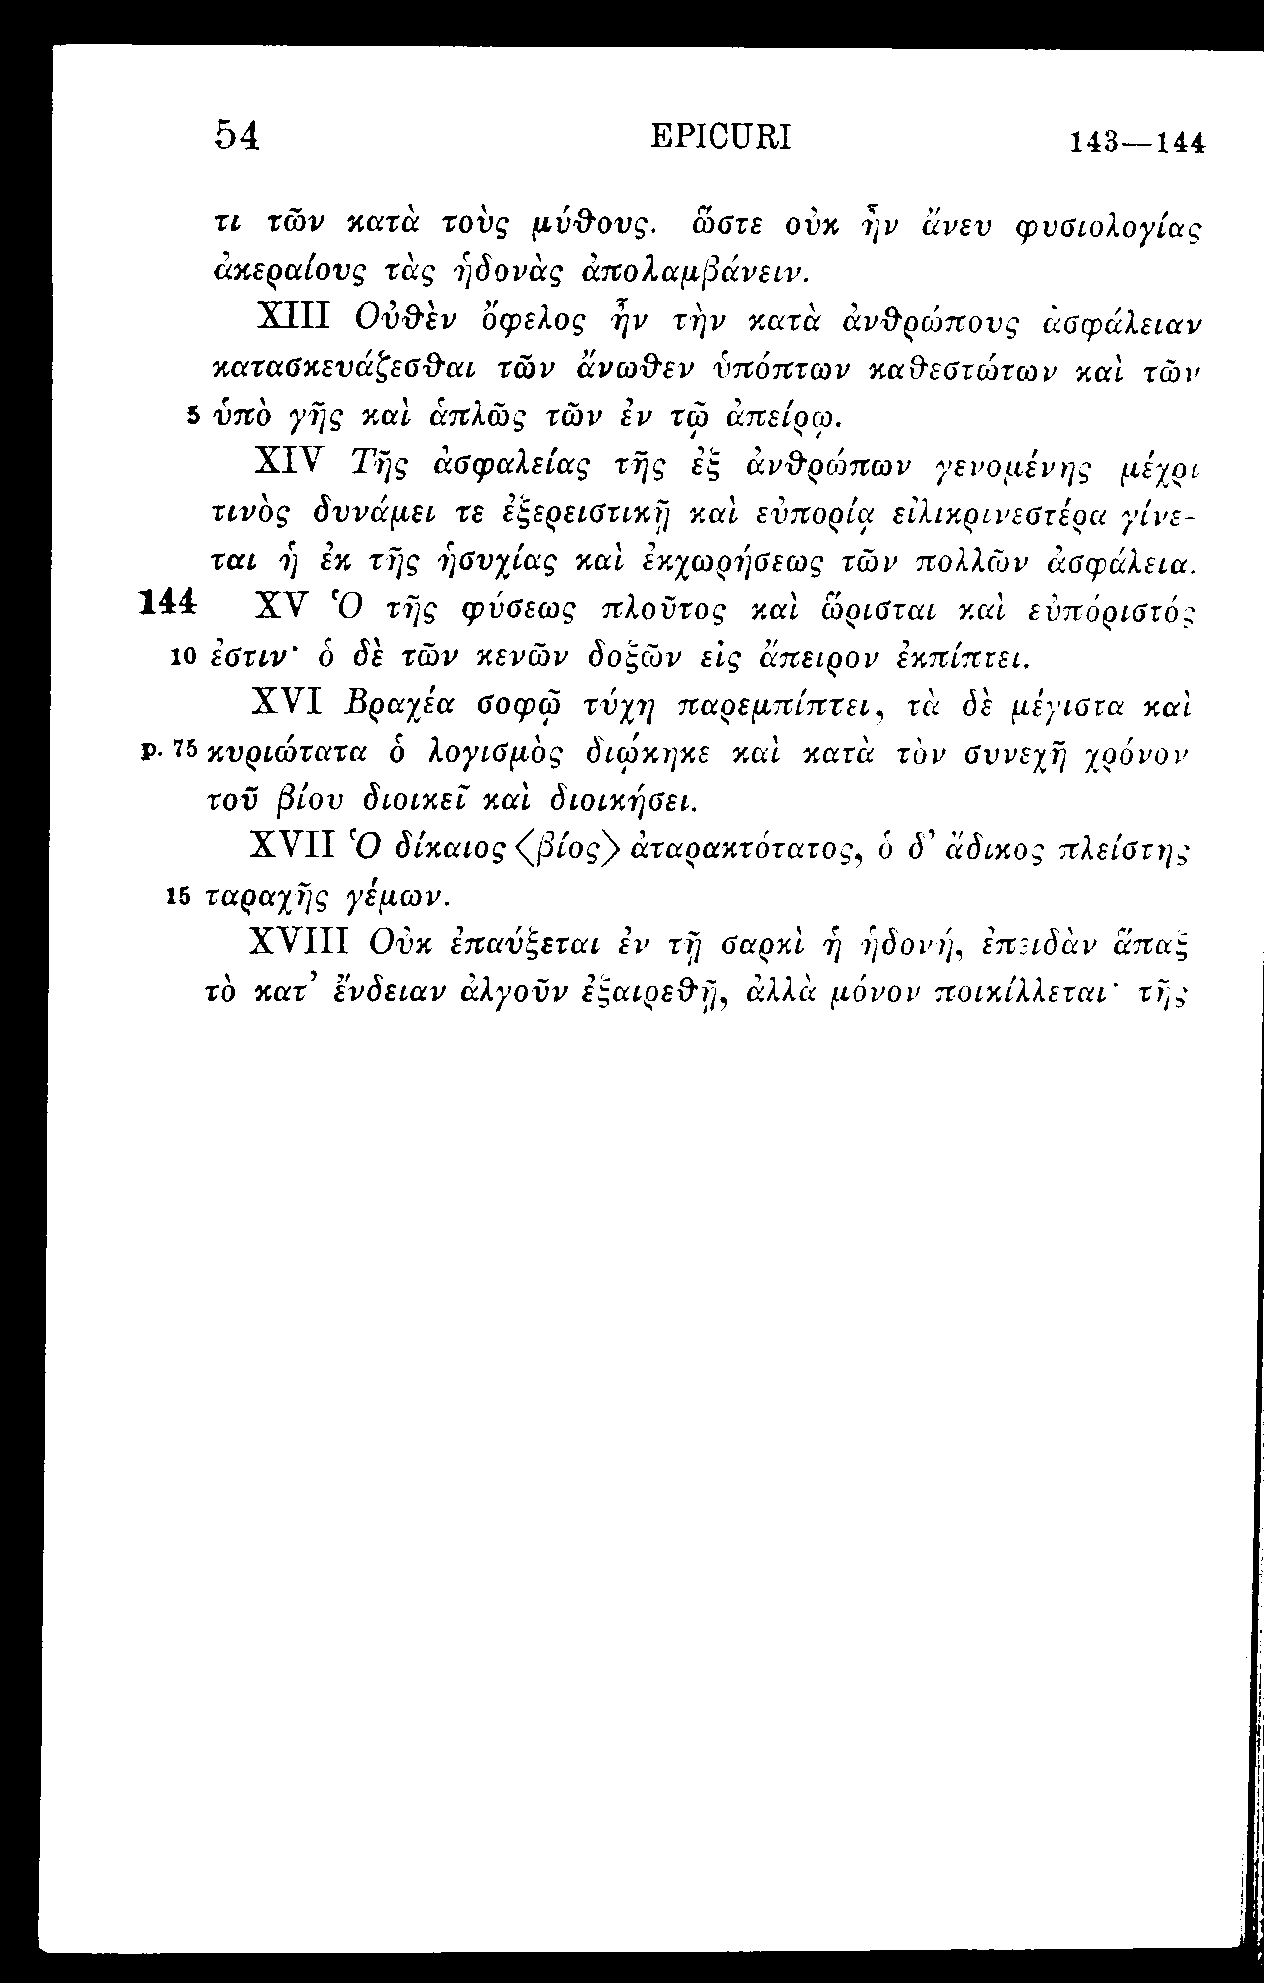 54 EPICURI 143—144
τι τῶν κατὰ τοὺς μύϑους. ὥστε οὐκ ἦν ἄνευ φυσιολογίας
ἀκεραίους τὰς ἡδονὰς ἀπολαμβάνειν.
XIII Οὐϑὲν ὄφελος ἦν τὴν κατὰ ἀνϑρώπους ἀσφάλειαν
κατασκευάζεσϑαι τῶν ἄνωϑεν ὑπόπτων καϑεστώτων καὶ τῶν
5 ὑπὸ γῆς καὶ ἁπλῶς τῶν ἐν τῷ ἀπείρῳ.
XIV Τῆς ἀσφαλείας τῆς ἐξ ἀνϑρώπων γενομένης μέχρι
τινὸς δυνάμει τε ἐξερειστικῇ καὶ εὐπορίᾳ εἰλικρινεστέρα γίνε-
ται ἡ ἐκ τῆς ἡσυχίας καὶ ἐκχωρήσεως τῶν πολλῶν ἀσφάλεια.
144 XV Ὁ τῆς φύσεως πλοῦτος καὶ ὥρισται καὶ εὐπόριστός
10 ἐστιν· ὁ δὲ τῶν κενῶν δοξῶν εἰς ἄπειρον ἐκπίπτει.
XVI Βραχέα σοφῷ τύχη παρεμπίπτει, τὰ δὲ μέγιστα καὶ
p. 75 κυριώτατα ὁ λογισμὸς διῴκηκε καὶ κατὰ τὸν συνεχῆ χρόνον
τοῦ βίου διοικεῖ καὶ διοικήσει.
XVII Ὁ δίκαιος <βίος> ἀταρακτότατος, ὁ δ’ ἄδικος πλείστης
15 ταραχῆς γέμων.
XVIII Οὐκ ἐπαύξεται ἐν τῇ σαρκὶ ἡ ἡδονή, ἐπειδὰν ἅπαξ
τὸ κατ’ ἔνδειαν ἀλγοῦν ἐξαιρεϑῇ, ἀλλὰ μόνον ποικίλλεται· τῆς